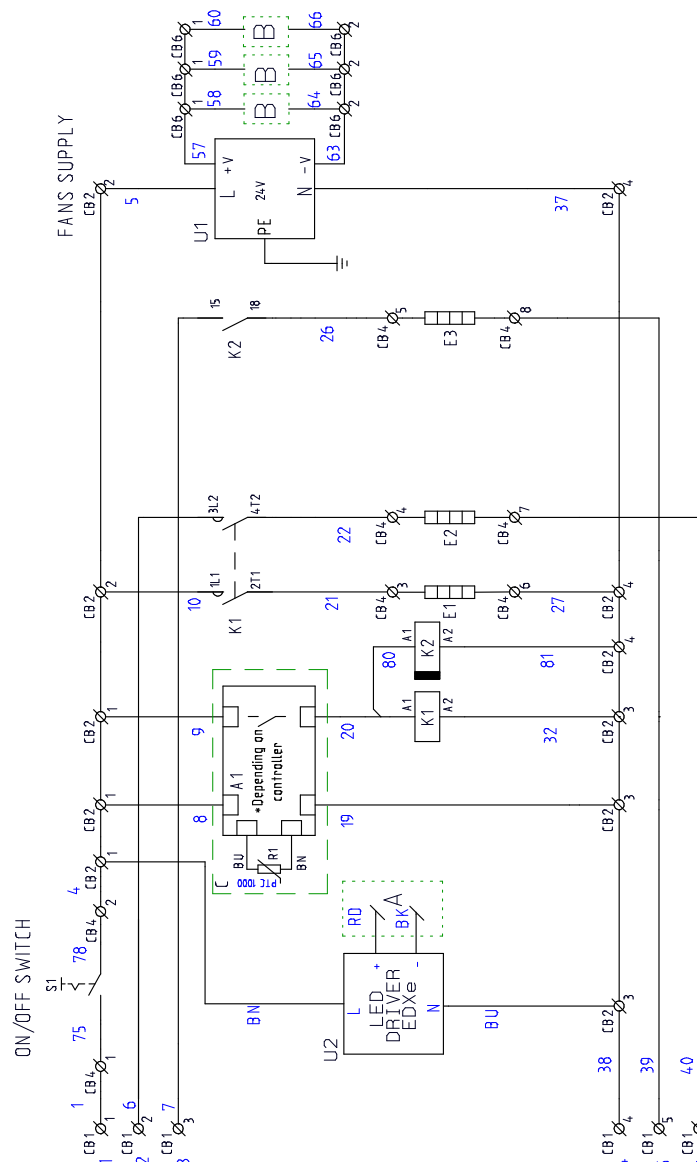 ON/OFF SWITCH
FANS SUPPLY
CB1
1
1
CB4
1
75
S1
78
CB4
2
4
CB2
1
CB2
1
CB2
1
CB2
2
CB2
2
5
CB1
2
6
CB1
3
7
8
9
10
BN
U2
L
N
LED
DRIVER
EDXe
+
-
RD
BK
A
BU
C
PTC 1000
BU
R1
BN
A1
*Depending on
controller
19
20
K1
A1
A2
K2
A1
A2
80
81
32
K1
1L1
2T1
3L2
4T2
21
22
CB4
3
CB4
4
E1
E2
CB4
6
CB4
7
27
K2
15
18
26
CB4
5
E3
CB4
8
U1
L
+V
24V
N
-V
PE
57
63
CB6
1
CB6
1
CB6
1
58
59
60
B
B
B
64
65
66
CB6
2
CB6
2
CB6
2
37
CB2
3
CB2
3
CB2
3
CB2
4
CB2
4
CB2
4
38
CB1
4
39
CB1
5
40
CB1